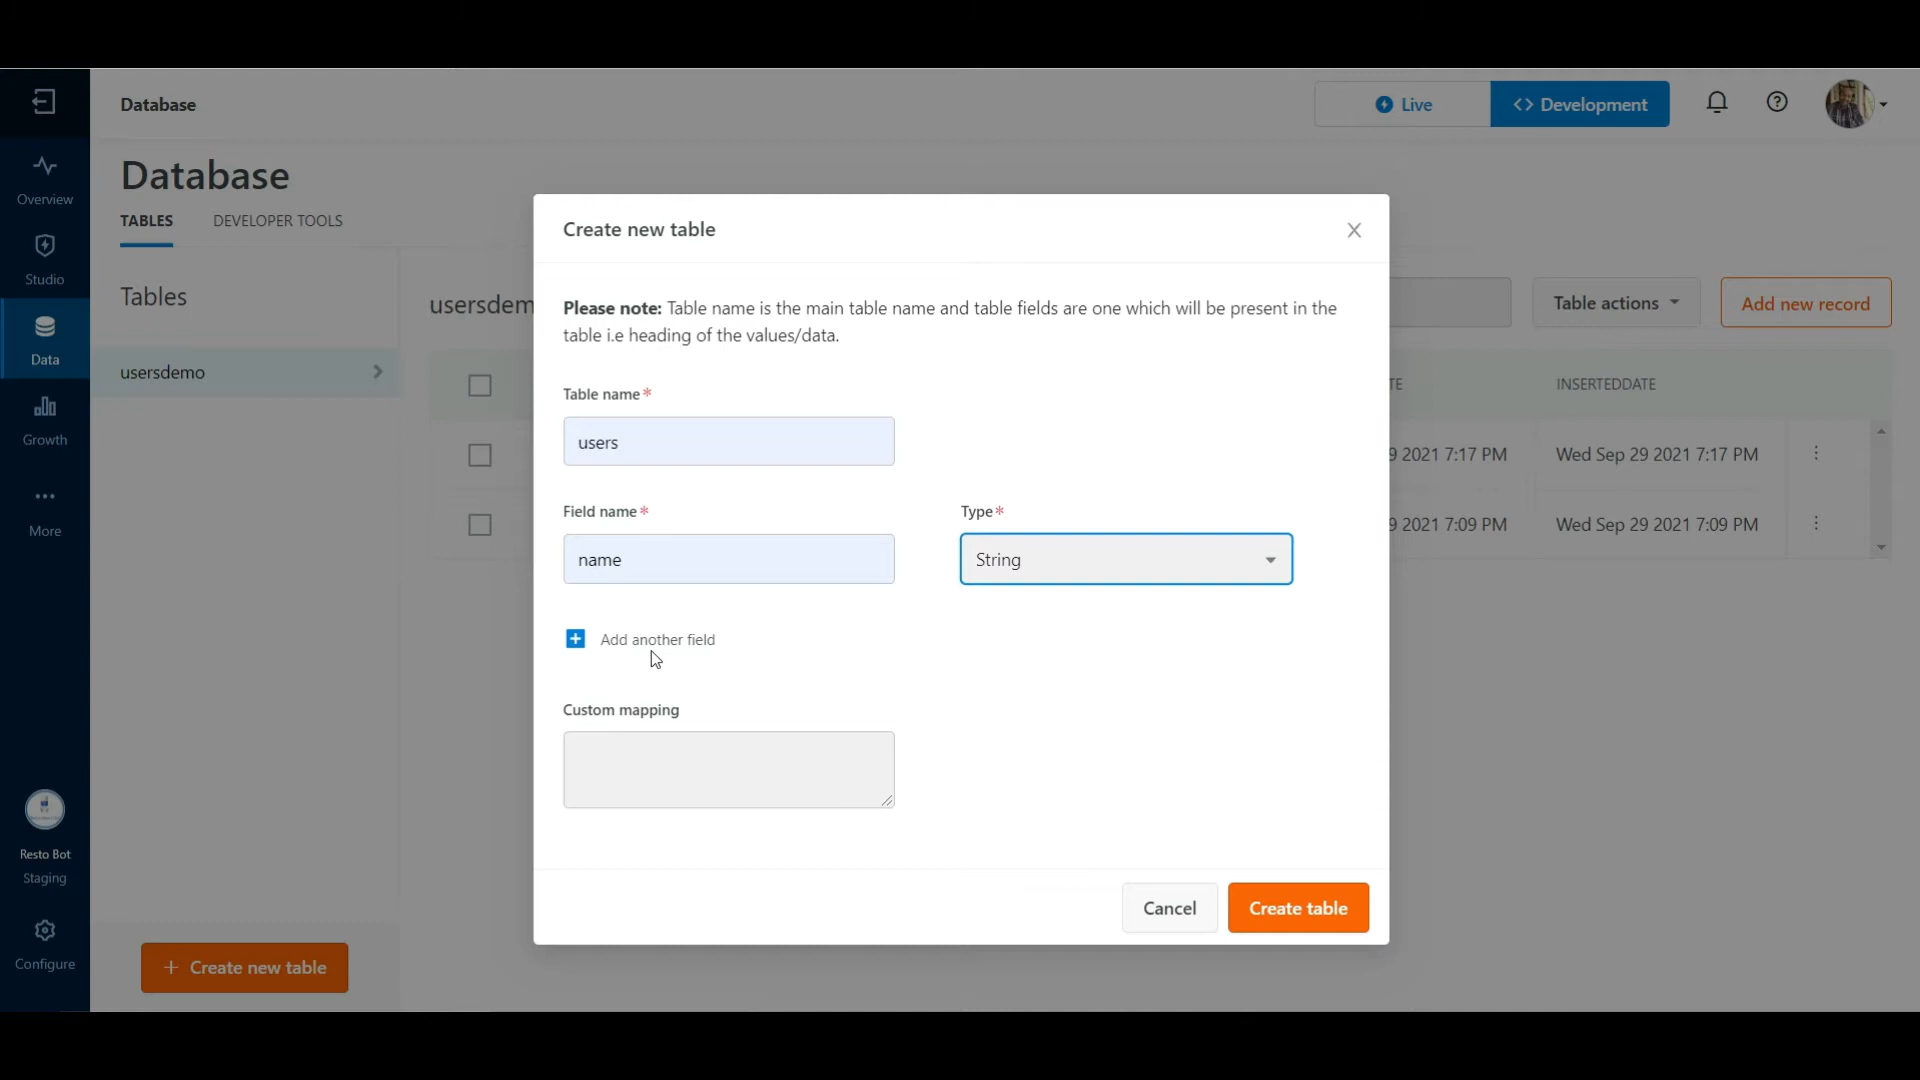 Database
Live
<> Development
Overview
Database
TABLES
DEVELOPER TOOLS
Studio
Tables
Data
usersdemo
Growth
More
Resto Bot
Staging
Configure
+ Create new table
usersdem
Table actions
Add new record
TE
INSERTEDDATE
9 2021 7:17 PM
Wed Sep 29 2021 7:17 PM
9 2021 7:09 PM
Wed Sep 29 2021 7:09 PM
Create new table
Please note: Table name is the main table name and table fields are one which will be present in the
table i.e heading of the values/data.
Table name*
users
Field name*
Type*
name
String
Add another field
Custom mapping
Cancel
Create table